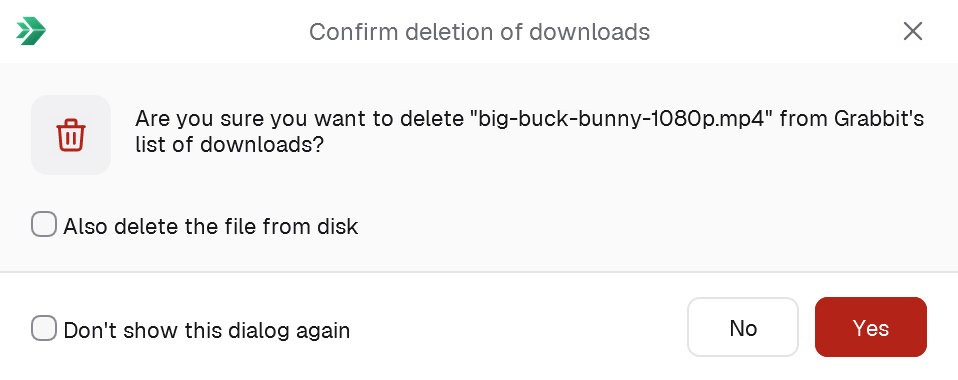 Confirm deletion of downloads
Are you sure you want to delete "big-buck-bunny-1080p.mp4" from Grabbit's
list of downloads?
Also delete the file from disk
Don't show this dialog again
No
Yes